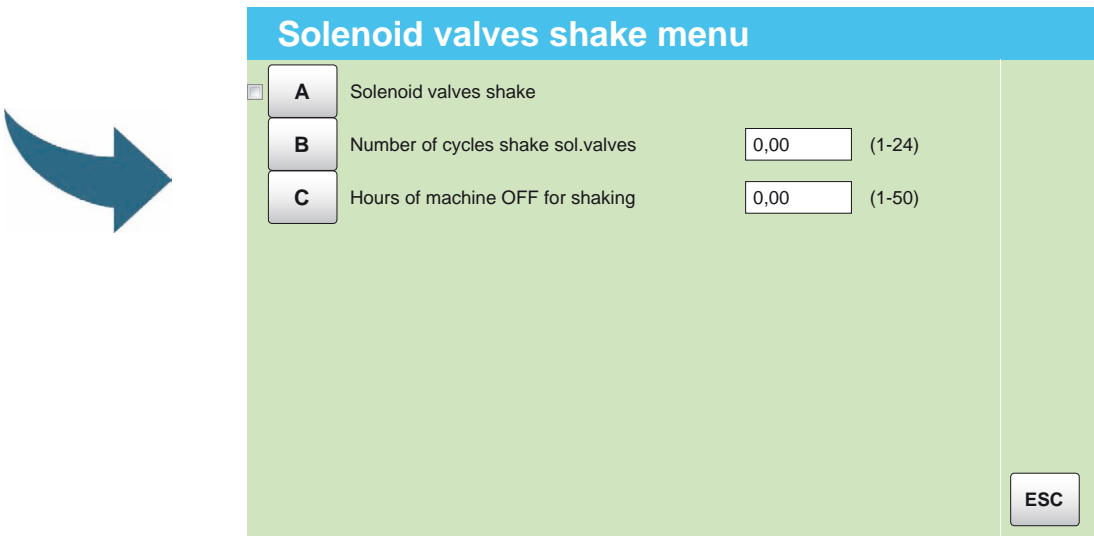 Solenoid valves shake menu
A Solenoid valves shake
B Number of cycles shake sol.valves 0,00 (1-24)
C Hours of machine OFF for shaking 0,00 (1-50)
ESC